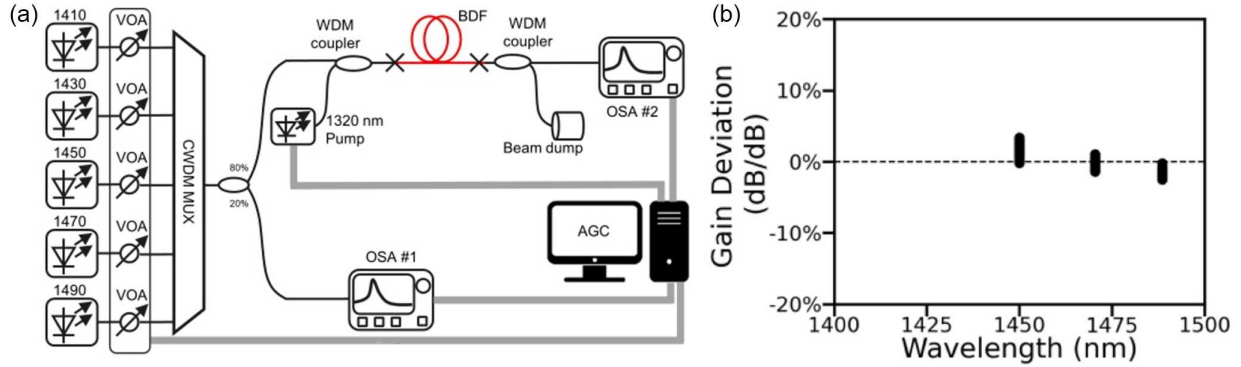 (a)
1410
VOA
1430
VOA
1450
VOA
1470
VOA
1490
VOA
CWDM MUX
80%
20%
WDM
coupler
BDF
WDM
coupler
1320 nm
Pump
Beam dump
OSA #2
OSA #1
AGC
(b)
Gain Deviation
(dB/dB)
20%
10%
0%
-10%
-20%
1400
1425
1450
1475
1500
Wavelength (nm)